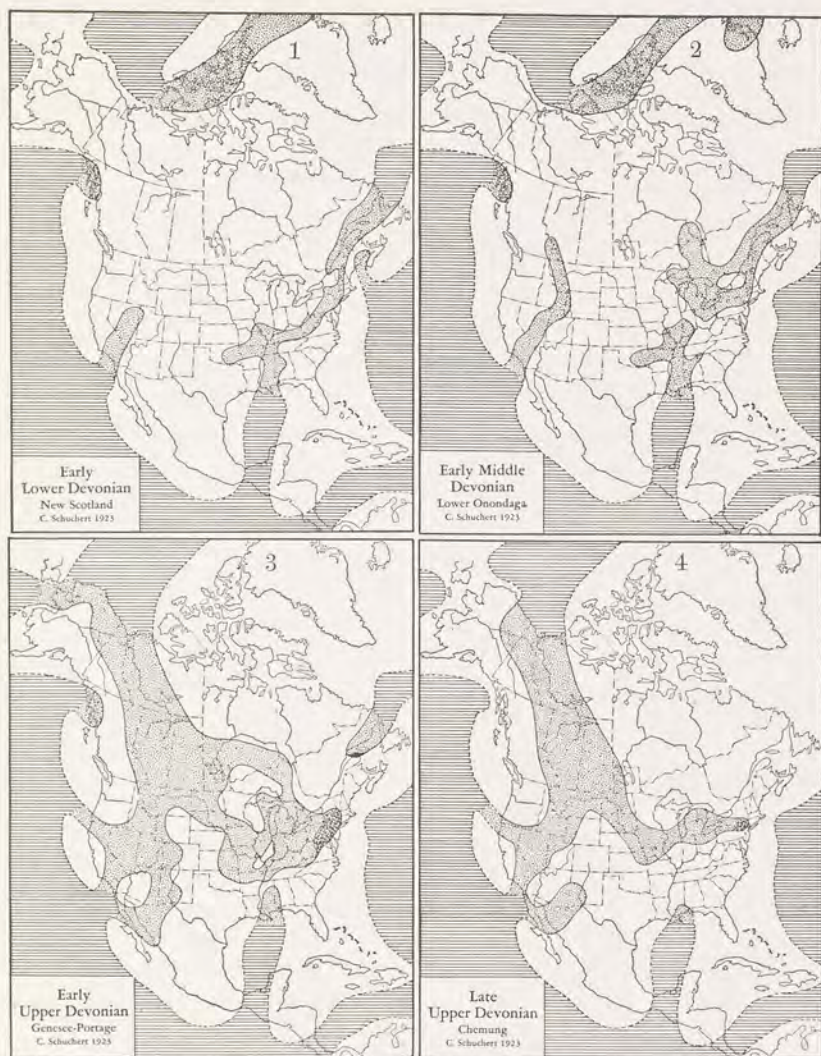 1
Early
Lower Devonian
New Scotland
C. Schuchert 1923
2
Early Middle
Devonian
Lower Onondaga
C. Schuchert 1923
3
Early
Upper Devonian
Genesee-Portage
C. Schuchert 1923
4
Late
Upper Devonian
Chemung
C. Schuchert 1923